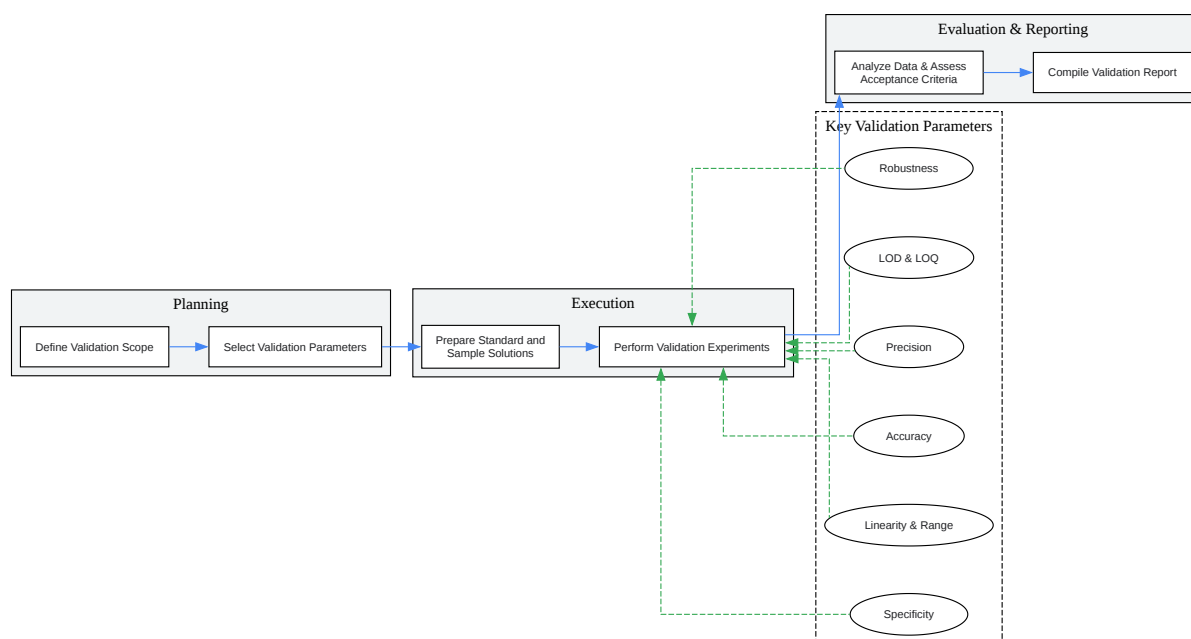 Evaluation & Reporting
Analyze Data & Assess
Acceptance Criteria
Compile Validation Report
Key Validation Parameters
Robustness
LOD & LOQ
Planning
Define Validation Scope
Select Validation Parameters
Execution
Prepare Standard and
Sample Solutions
Perform Validation Experiments
Precision
Accuracy
Linearity & Range
Specificity